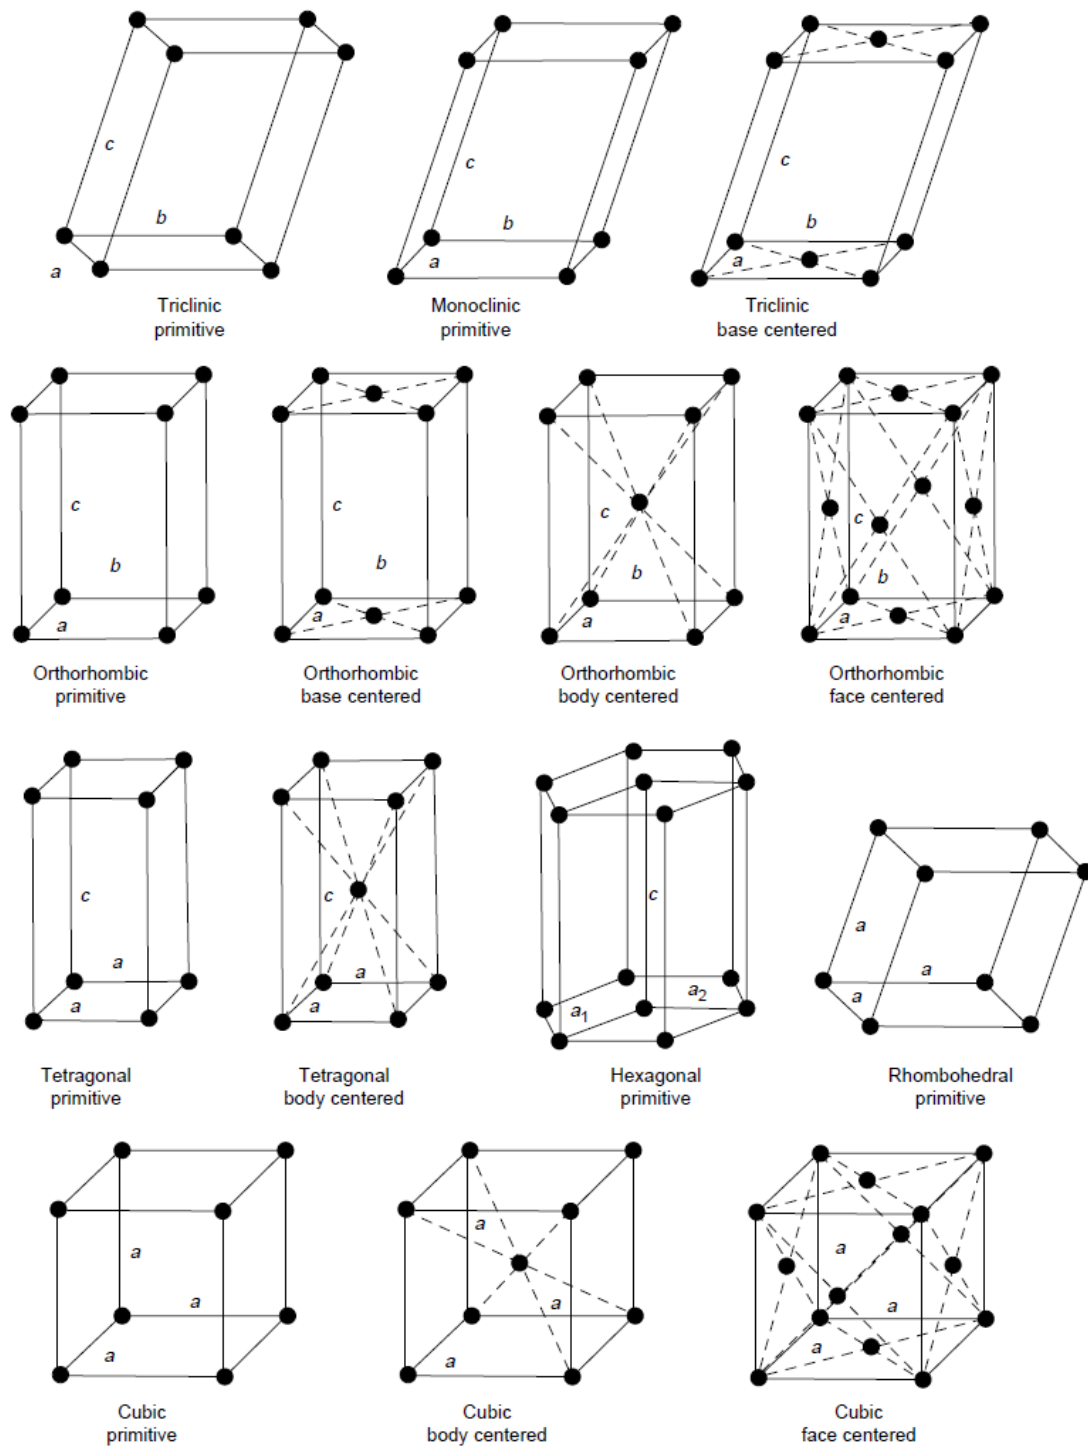 c
b
a
c
b
a
c
b
a
Triclinic
primitive
Monoclinic
primitive
Triclinic
base centered
c
b
a
c
b
a
c
b
a
c
b
a
Orthorhombic
primitive
Orthorhombic
base centered
Orthorhombic
body centered
Orthorhombic
face centered
c
a
a
c
a
a
c
a1
a2
a
a
a
Tetragonal
primitive
Tetragonal
body centered
Hexagonal
primitive
Rhombohedral
primitive
a
a
a
a
a
a
a
a
a
Cubic
primitive
Cubic
body centered
Cubic
face centered